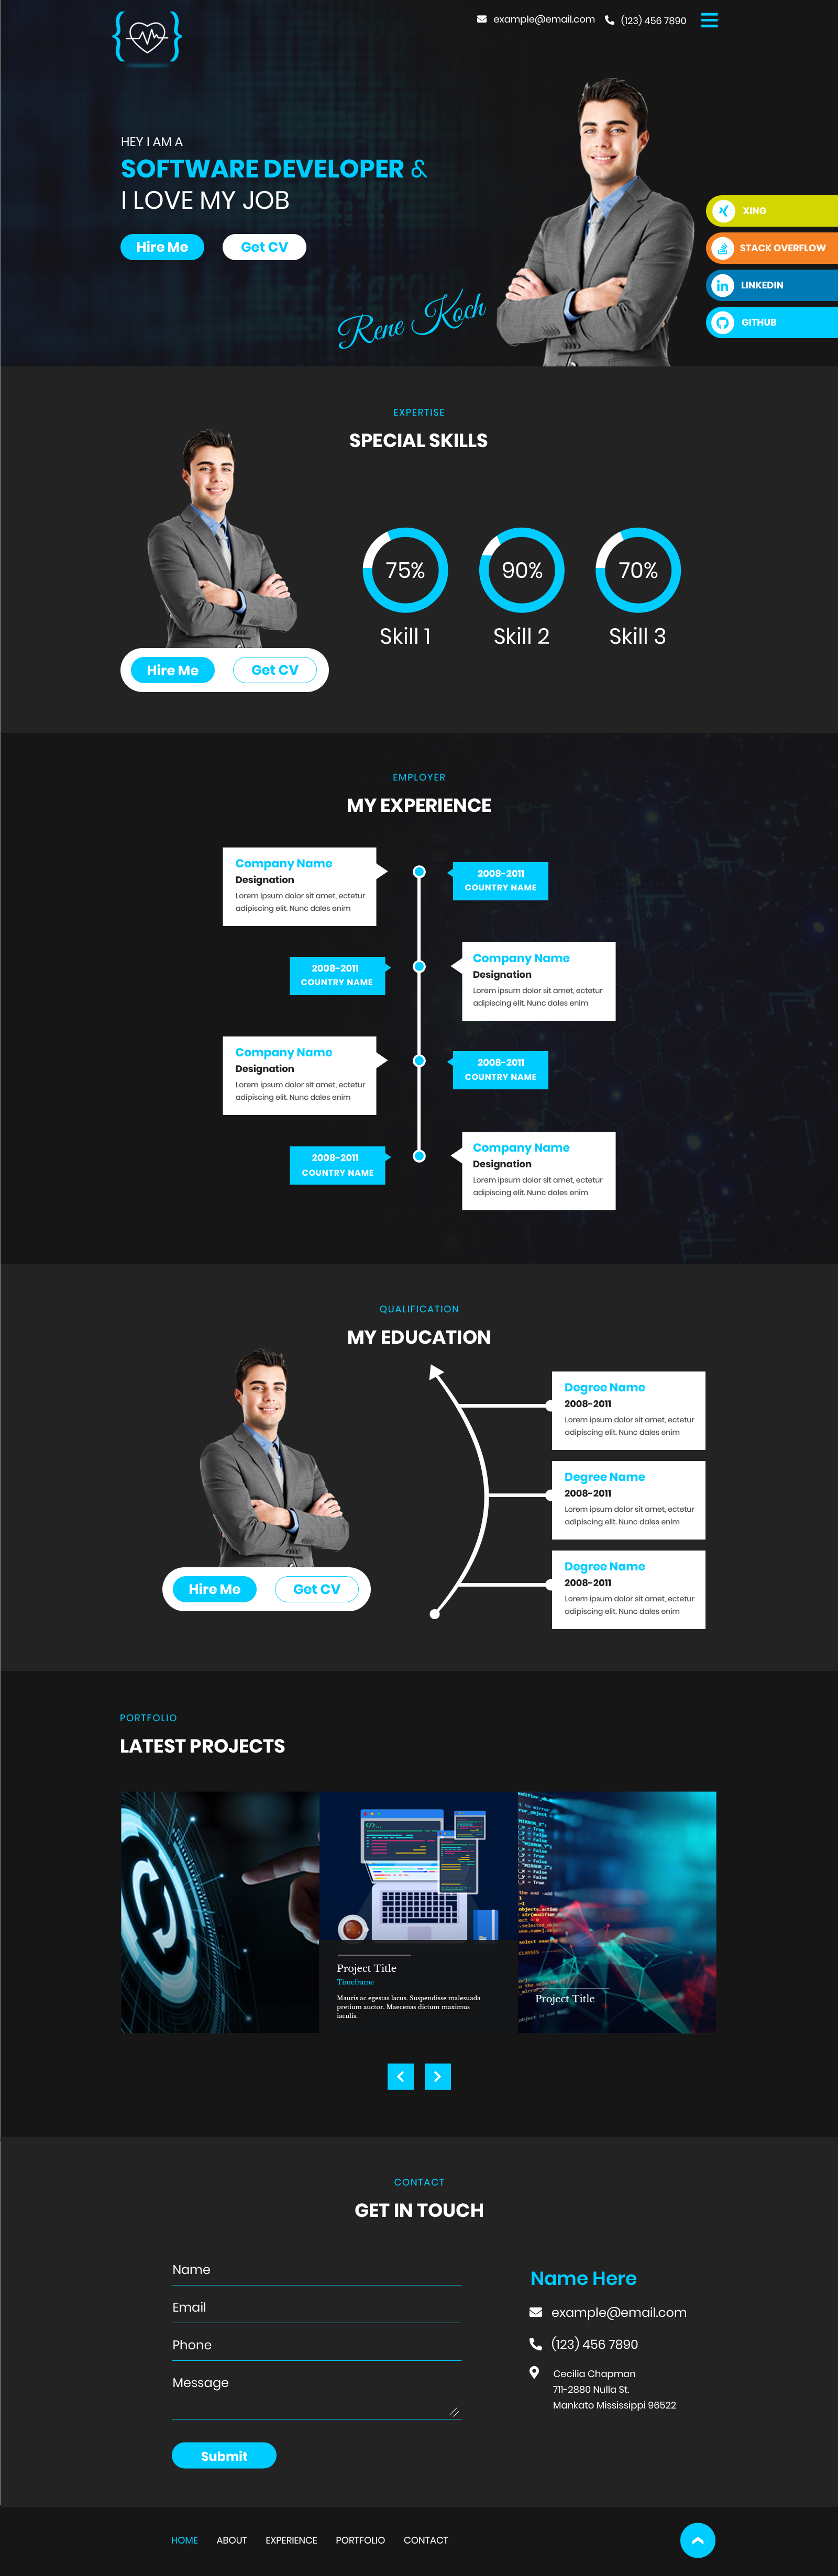 example@email.com
(123) 456 7890
HEY I AM A
SOFTWARE DEVELOPER &
I LOVE MY JOB
Hire Me
Get CV
Rene Koch
XING
STACK OVERFLOW
LINKEDIN
GITHUB
EXPERTISE
SPECIAL SKILLS
75%
90%
70%
Skill 1
Skill 2
Skill 3
Hire Me
Get CV
EMPLOYER
MY EXPERIENCE
Company Name
Designation
Lorem ipsum dolor sit amet, ectetur
adipiscing elit. Nunc dales enim
2008-2011
COUNTRY NAME
2008-2011
COUNTRY NAME
Company Name
Designation
Lorem ipsum dolor sit amet, ectetur
adipiscing elit. Nunc dales enim
Company Name
Designation
Lorem ipsum dolor sit amet, ectetur
adipiscing elit. Nunc dales enim
2008-2011
COUNTRY NAME
2008-2011
COUNTRY NAME
Company Name
Designation
Lorem ipsum dolor sit amet, ectetur
adipiscing elit. Nunc dales enim
QUALIFICATION
MY EDUCATION
Hire Me
Get CV
Degree Name
2008-2011
Lorem ipsum dolor sit amet, ectetur
adipiscing elit. Nunc dales enim
Degree Name
2008-2011
Lorem ipsum dolor sit amet, ectetur
adipiscing elit. Nunc dales enim
Degree Name
2008-2011
Lorem ipsum dolor sit amet, ectetur
adipiscing elit. Nunc dales enim
PORTFOLIO
LATEST PROJECTS
Project Title
Timeframe
Mauris ac egestas lacus. Suspendisse malesuada
pretium auctor. Maecenas dictum maximus
iaculis.
Project Title
CONTACT
GET IN TOUCH
Name
Email
Phone
Message
Submit
Name Here
example@email.com
(123) 456 7890
Cecilia Chapman
711-2880 Nulla St.
Mankato Mississippi 96522
HOME
ABOUT
EXPERIENCE
PORTFOLIO
CONTACT